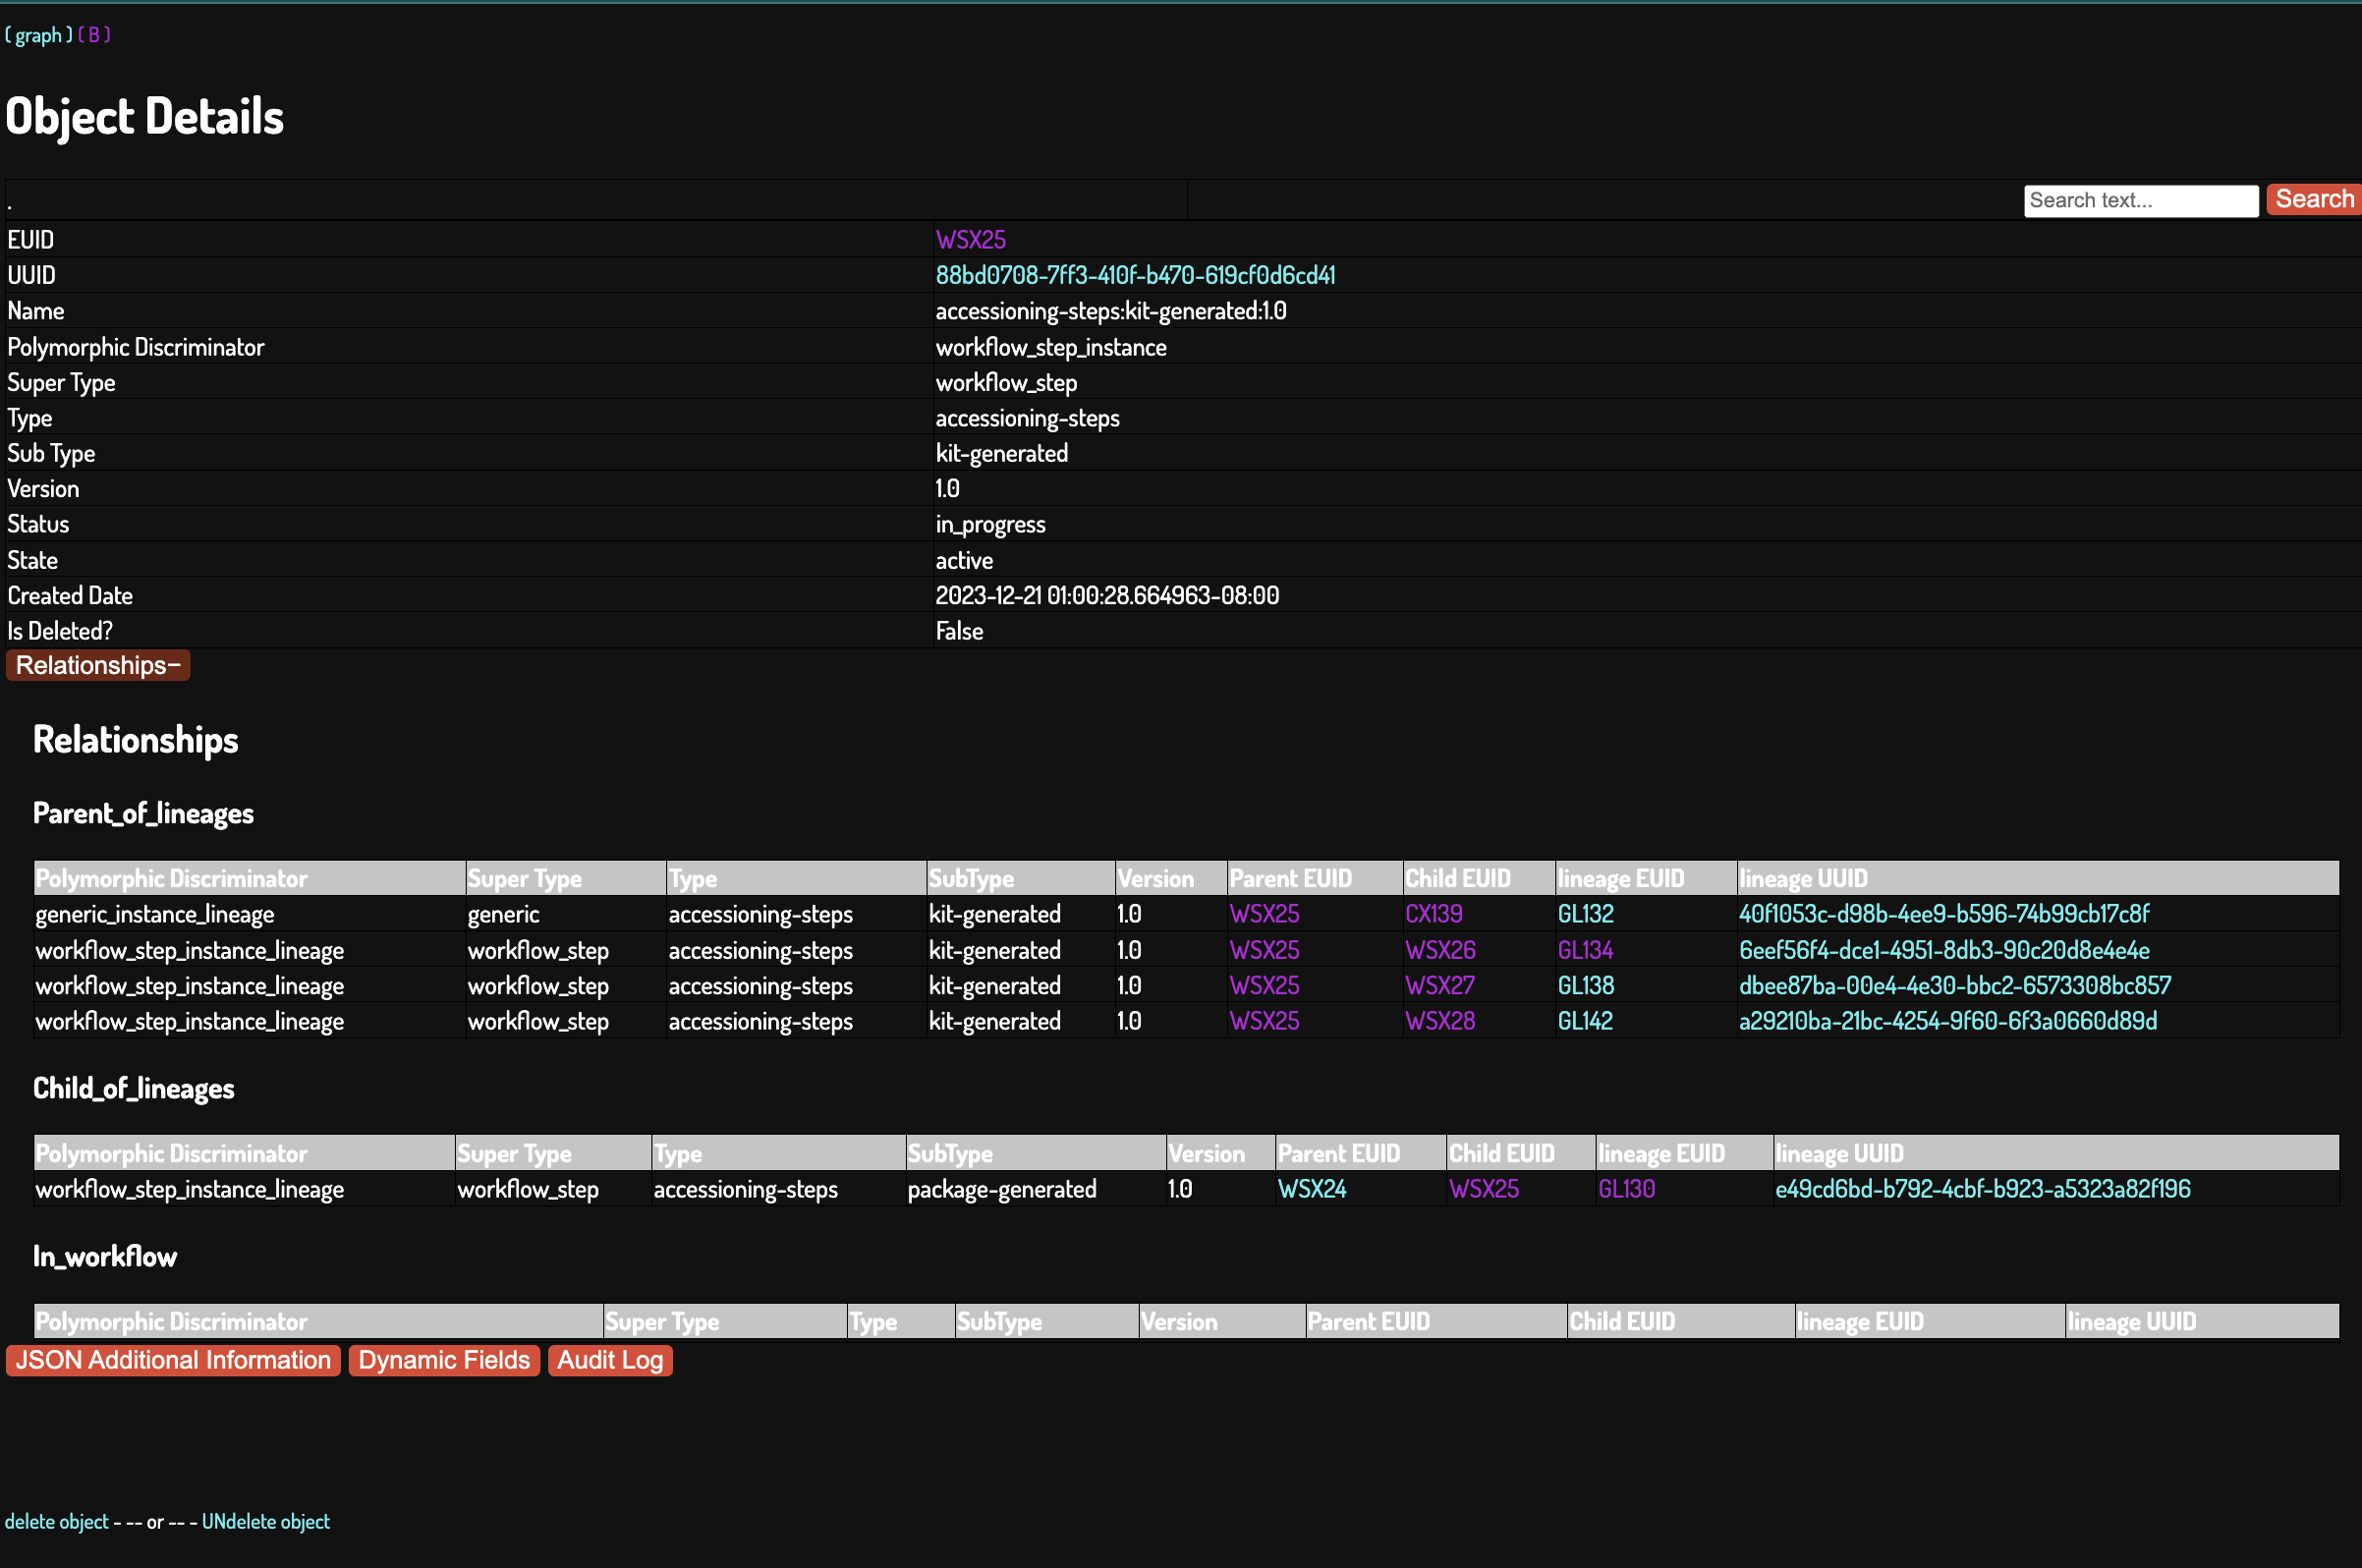 ( graph ) ( B )
Object Details
. Search text... Search
EUID WSX25
UUID 88bd0708-7ff3-410f-b470-619cf0d6cd41
Name accessioning-steps:kit-generated:1.0
Polymorphic Discriminator workflow_step_instance
Super Type workflow_step
Type accessioning-steps
Sub Type kit-generated
Version 1.0
Status in_progress
State active
Created Date 2023-12-21 01:00:28.664963-08:00
Is Deleted? False
Relationships−
Relationships
Parent_of_lineages
Polymorphic Discriminator Super Type Type SubType Version Parent EUID Child EUID lineage EUID lineage UUID
generic_instance_lineage generic accessioning-steps kit-generated 1.0 WSX25 CX139 GL132 40f1053c-d98b-4ee9-b596-74b99cb17c8f
workflow_step_instance_lineage workflow_step accessioning-steps kit-generated 1.0 WSX25 WSX26 GL134 6eef56f4-dce1-4951-8db3-90c20d8e4e4e
workflow_step_instance_lineage workflow_step accessioning-steps kit-generated 1.0 WSX25 WSX27 GL138 dbee87ba-00e4-4e30-bbc2-6573308bc857
workflow_step_instance_lineage workflow_step accessioning-steps kit-generated 1.0 WSX25 WSX28 GL142 a29210ba-21bc-4254-9f60-6f3a0660d89d
Child_of_lineages
Polymorphic Discriminator Super Type Type SubType Version Parent EUID Child EUID lineage EUID lineage UUID
workflow_step_instance_lineage workflow_step accessioning-steps package-generated 1.0 WSX24 WSX25 GL130 e49cd6bd-b792-4cbf-b923-a5323a82f196
In_workflow
Polymorphic Discriminator Super Type Type SubType Version Parent EUID Child EUID lineage EUID lineage UUID
JSON Additional Information Dynamic Fields Audit Log
delete object - -- or -- - UNdelete object